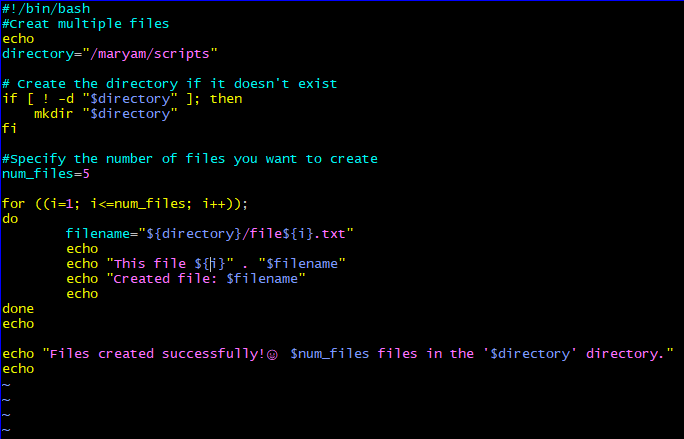 #!/bin/bash
#Creat multiple files
echo
directory="/maryam/scripts"
# Create the directory if it doesn't exist
if [ ! -d "$directory" ]; then
    mkdir "$directory"
fi
#Specify the number of files you want to create
num_files=5
for ((i=1; i<=num_files; i++));
do
        filename="${directory}/file${i}.txt"
        echo
        echo "This file ${i}" . "$filename"
        echo "Created file: $filename"
        echo
done
echo
echo "Files created successfully!☺ $num_files files in the '$directory' directory."
echo
~
~
~
~